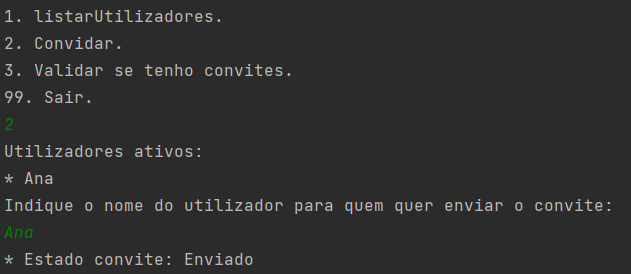 1. listarUtilizadores.
2. Convidar.
3. Validar se tenho convites.
99. Sair.
2
Utilizadores ativos:
* Ana
Indique o nome do utilizador para quem quer enviar o convite:
Ana
* Estado convite: Enviado